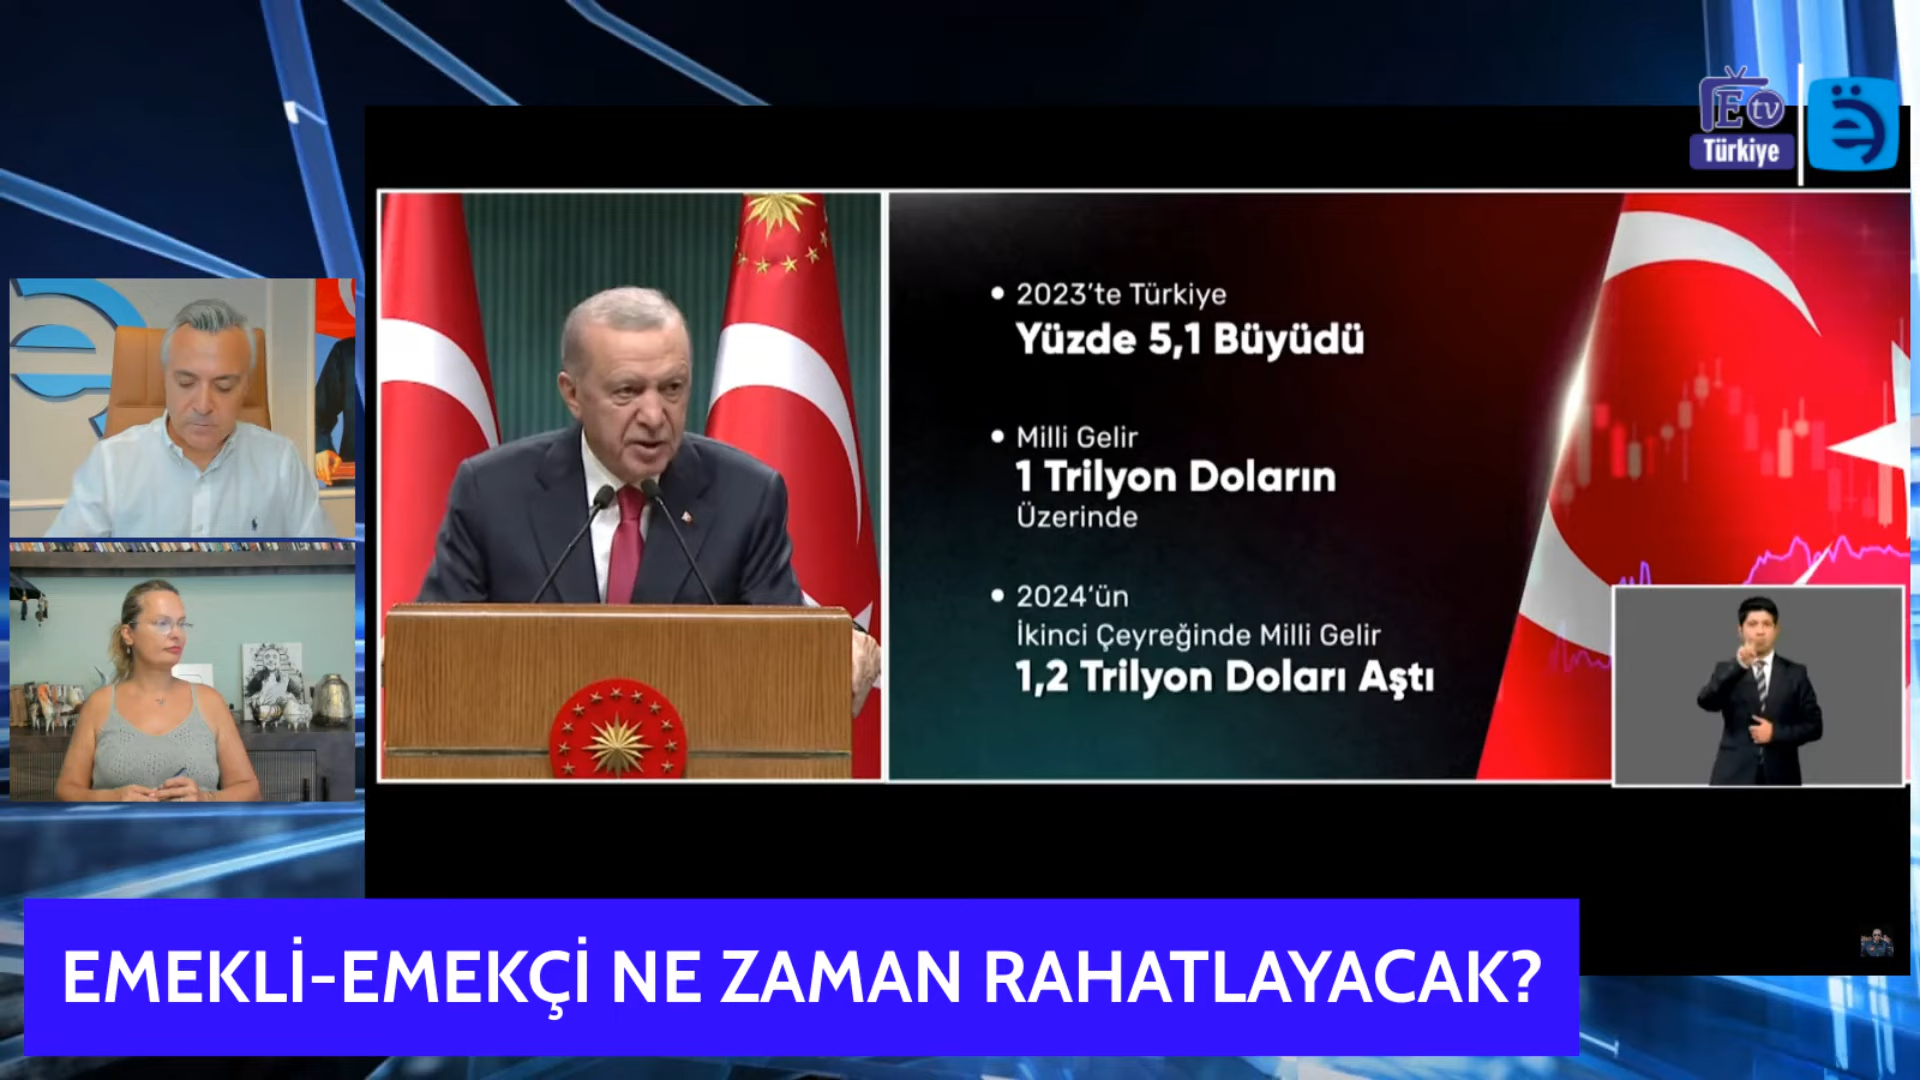 Etv
Türkiye
2023'te Türkiye
Yüzde 5,1 Büyüdü
Milli Gelir
1 Trilyon Doların
Üzerinde
2024'ün
İkinci Çeyreğinde Milli Gelir
1,2 Trilyon Doları Aştı
EMEKLİ-EMEKÇİ NE ZAMAN RAHATLAYACAK?